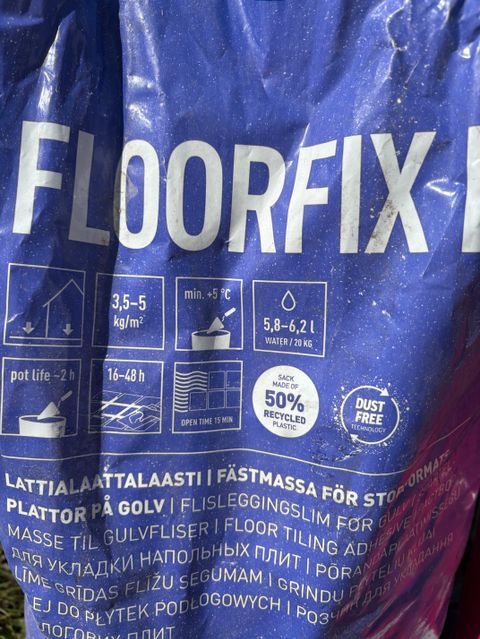 FLOORFIX
3,5–5 kg/m²
min. +5 °C
5,8–6,2 l
WATER / 20 KG
pot life ~2 h
16–48 h
OPEN TIME 15 MIN
SACK
MADE OF
50%
RECYCLED
PLASTIC
DUST
FREE
TECHNOLOGY
LATTIALAATTALAASTI | FÄSTMASSA FÖR
PLATTOR PÅ GOLV | FLISLEGGINGSLIM FOR GULV
MASSE TIL GULVFLISER | FLOOR TILING ADHESIVE
ДЛЯ УКЛАДКИ НАПОЛЬНЫХ ПЛИТ
LĪME GRĪDAS FLĪŽU SEGUMAM | GRINDŲ
EJ DO PŁYTEK PODŁOGOWYCH
ПЛИТ